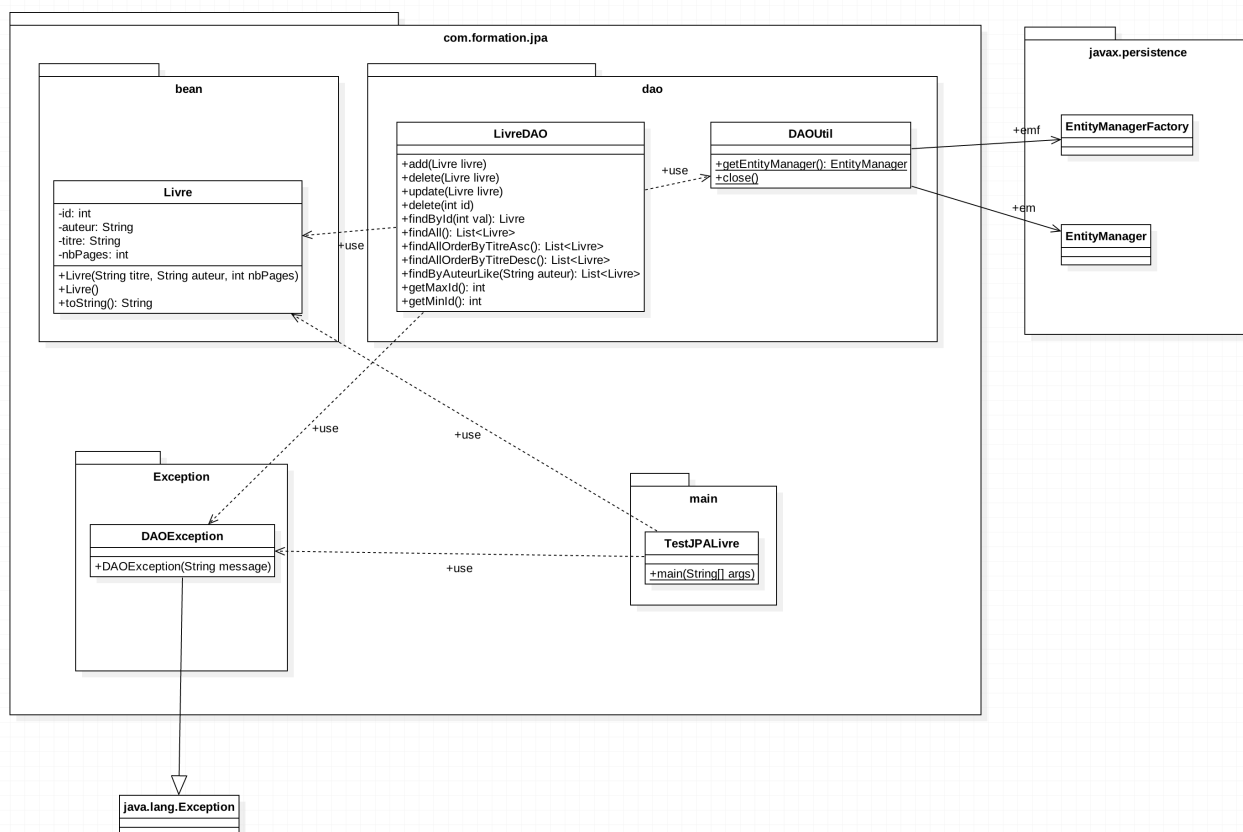 com.formation.jpa
bean
Livre
-id: int
-auteur: String
-titre: String
-nbPages: int
+Livre(String titre, String auteur, int nbPages)
+Livre()
+toString(): String
dao
LivreDAO
+add(Livre livre)
+delete(Livre livre)
+update(Livre livre)
+delete(int id)
+findById(int val): Livre
+findAll(): List<Livre>
+findAllOrderByTitreAsc(): List<Livre>
+findAllOrderByTitreDesc(): List<Livre>
+findByAuteurLike(String auteur): List<Livre>
+getMaxId(): int
+getMinId(): int
+use
+use
DAOUtil
+getEntityManager(): EntityManager
+close()
+emf
+em
javax.persistence
EntityManagerFactory
EntityManager
+use
+use
Exception
DAOException
+DAOException(String message)
+use
main
TestJPALivre
+main(String[] args)
java.lang.Exception